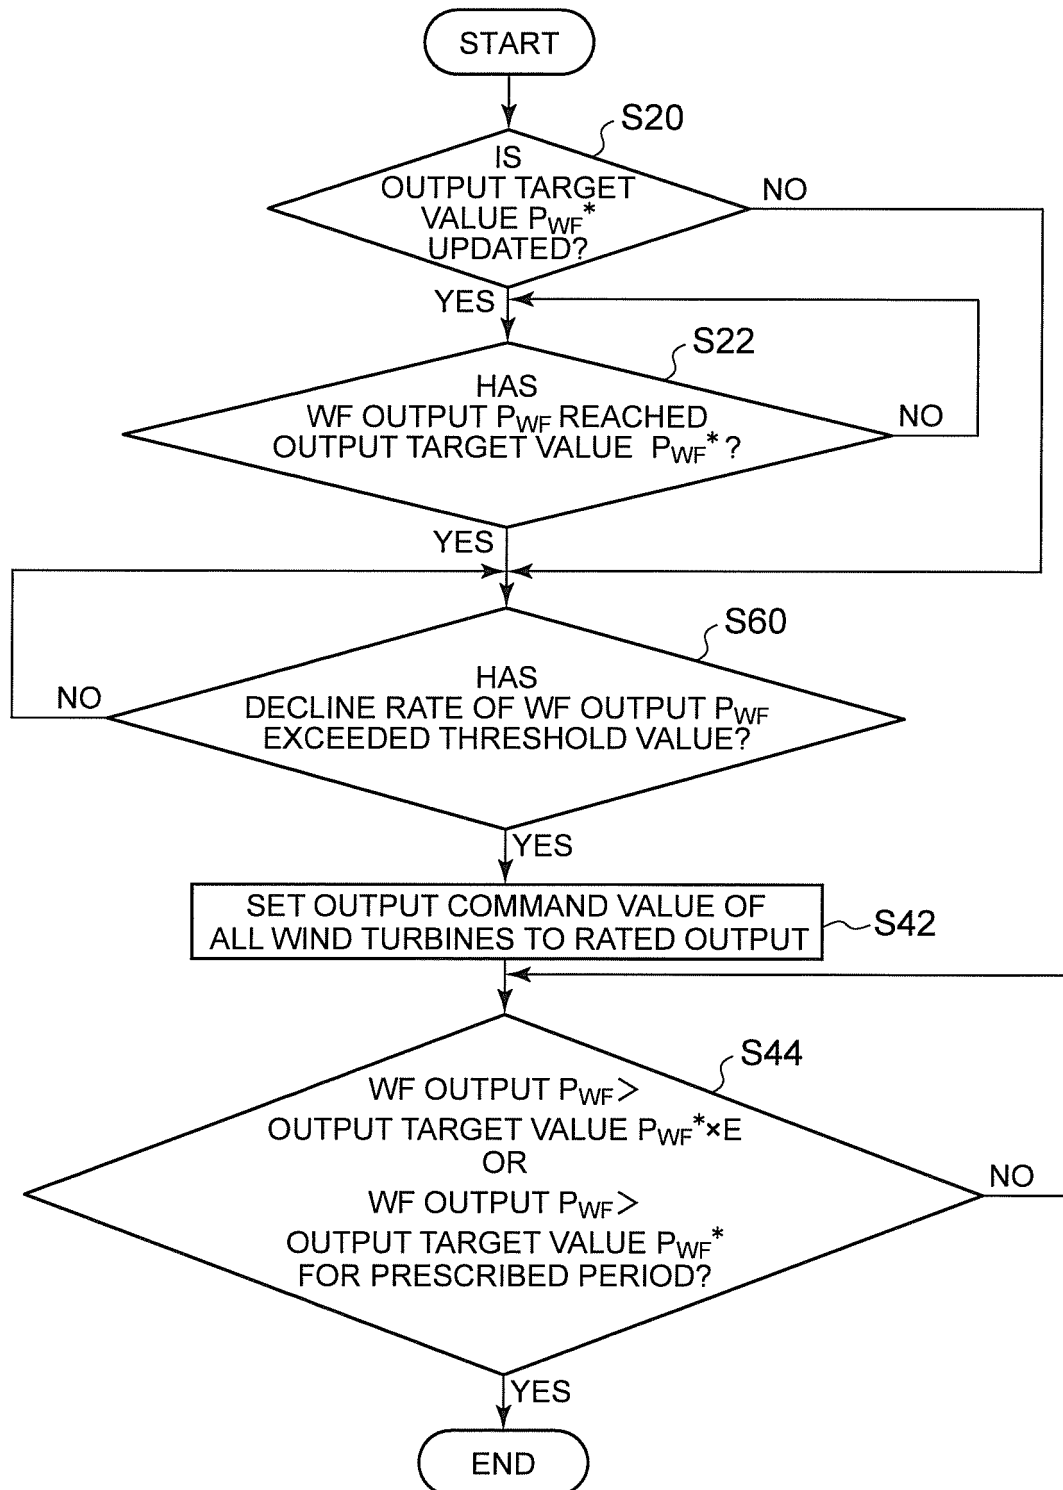 START
S20
IS
OUTPUT TARGET
VALUE PWF*
UPDATED?
NO
YES
S22
HAS
WF OUTPUT PWF REACHED
OUTPUT TARGET VALUE PWF* ?
NO
YES
S60
HAS
DECLINE RATE OF WF OUTPUT PWF
EXCEEDED THRESHOLD VALUE?
NO
YES
SET OUTPUT COMMAND VALUE OF
ALL WIND TURBINES TO RATED OUTPUT
S42
S44
WF OUTPUT PWF>
OUTPUT TARGET VALUE PWF*×E
OR
WF OUTPUT PWF>
OUTPUT TARGET VALUE PWF*
FOR PRESCRIBED PERIOD?
NO
YES
END